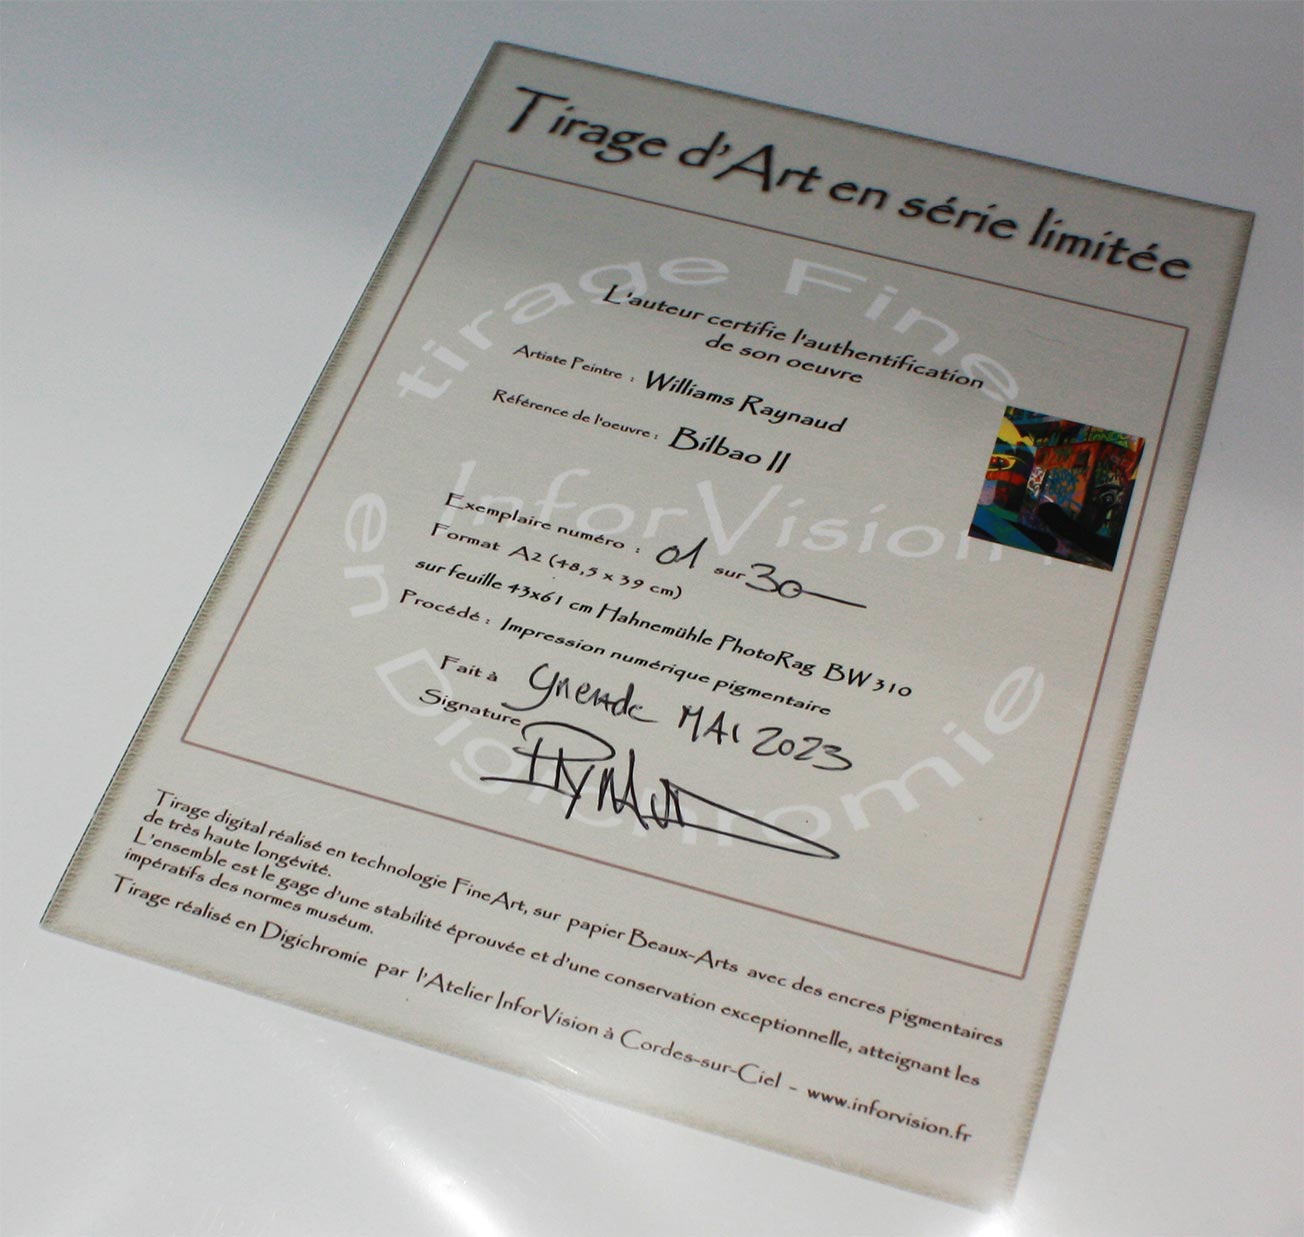 Tirage d'Art en série limitée
L'auteur certifie l'authentification
de son oeuvre
Artiste Peintre : Williams Raynaud
Référence de l'oeuvre : Bilbao II
Exemplaire numéro : 01 sur 30
Format A2 (48,5 x 39 cm)
sur feuille 43x61 cm Hahnemühle PhotoRag BW 310
Procédé : Impression numérique pigmentaire
Fait à MAI 2023
Signature
tirage Fine
InforVision
Digichromie
Tirage digital réalisé en technologie FineArt, sur papier Beaux-Arts avec des encres pigmentaires
de très haute longévité.
L'ensemble est le gage d'une stabilité éprouvée et d'une conservation exceptionnelle, atteignant les
impératifs des normes muséum.
Tirage réalisé en Digichromie par l'Atelier InforVision à Cordes-sur-Ciel - www.inforvision.fr